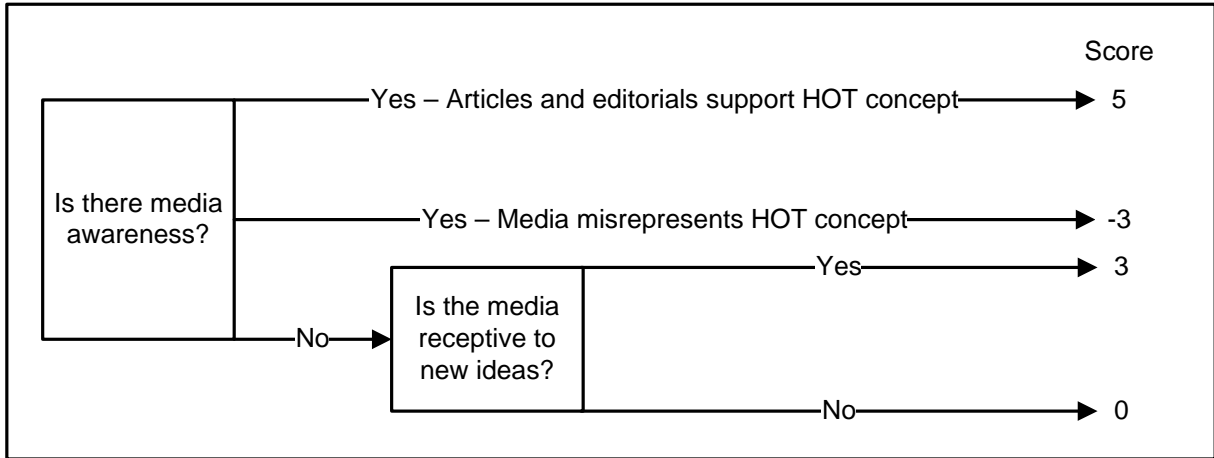 Score
Yes – Articles and editorials support HOT concept 5
Is there media
awareness?
Yes – Media misrepresents HOT concept -3
Yes 3
Is the media
receptive to
new ideas?
No
No 0